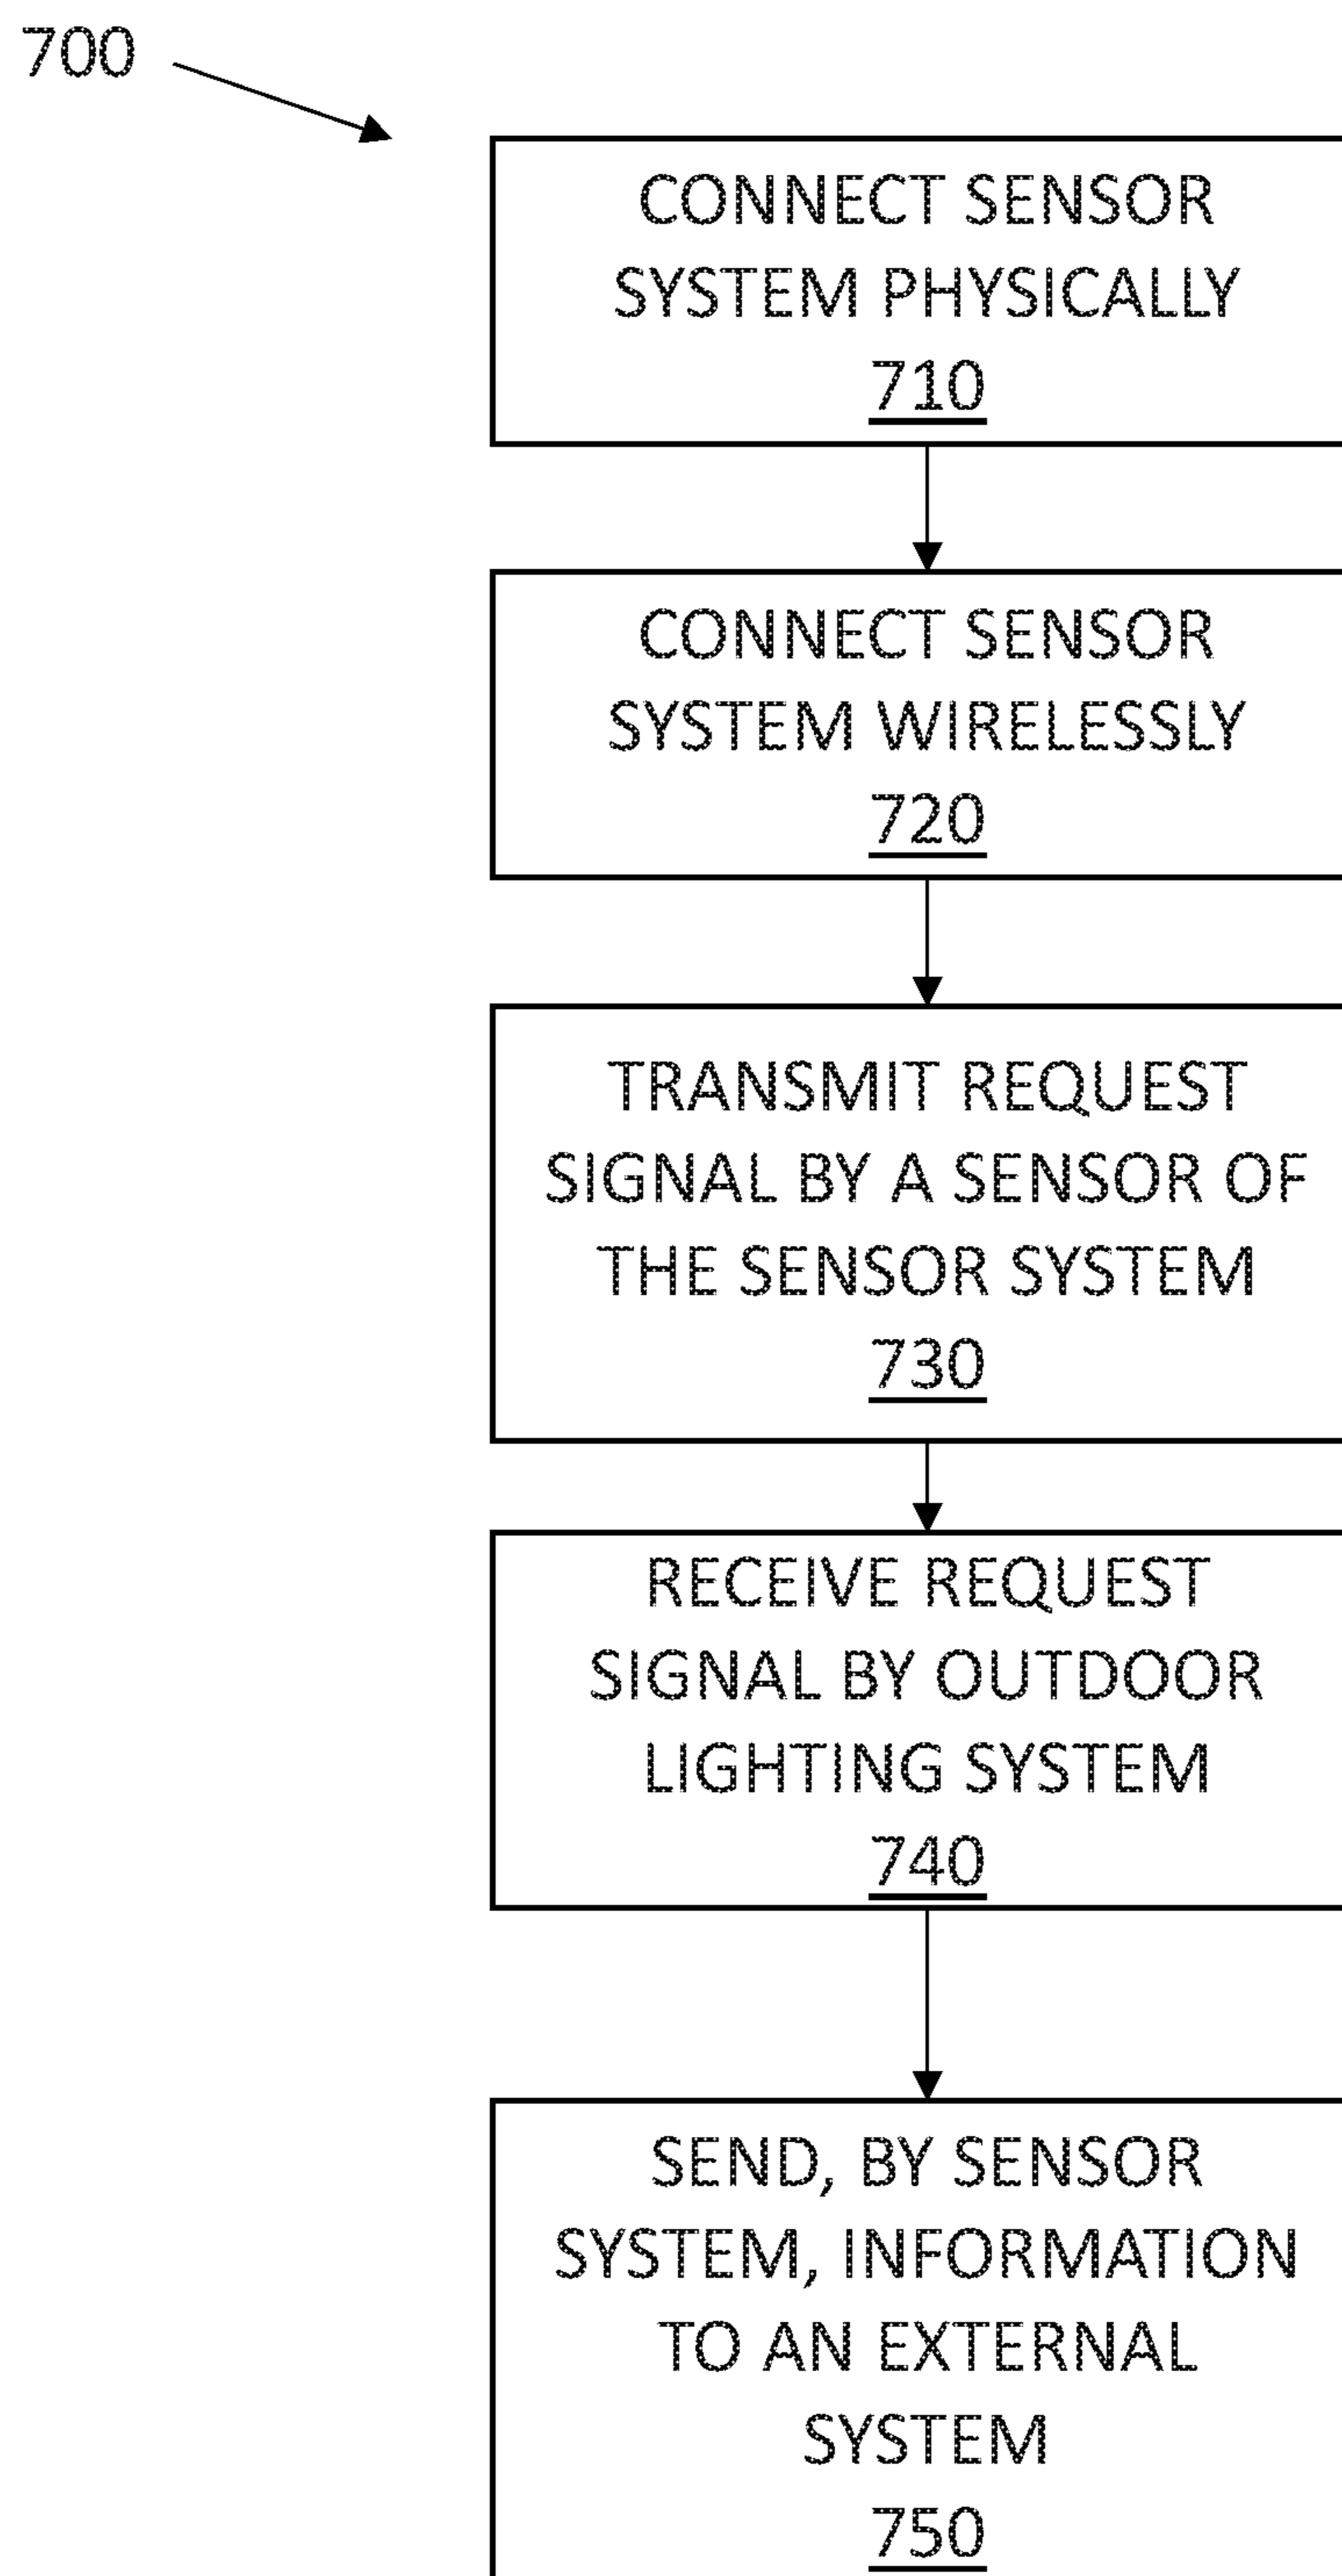 700
CONNECT SENSOR
SYSTEM PHYSICALLY
710
CONNECT SENSOR
SYSTEM WIRELESSLY
720
TRANSMIT REQUEST
SIGNAL BY A SENSOR OF
THE SENSOR SYSTEM
730
RECEIVE REQUEST
SIGNAL BY OUTDOOR
LIGHTING SYSTEM
740
SEND, BY SENSOR
SYSTEM, INFORMATION
TO AN EXTERNAL
SYSTEM
750